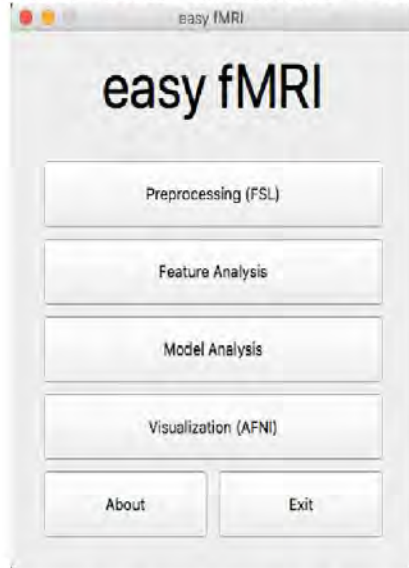 easy fMRI
easy fMRI
Preprocessing (FSL)
Feature Analysis
Model Analysis
Visualization (AFNI)
About Exit